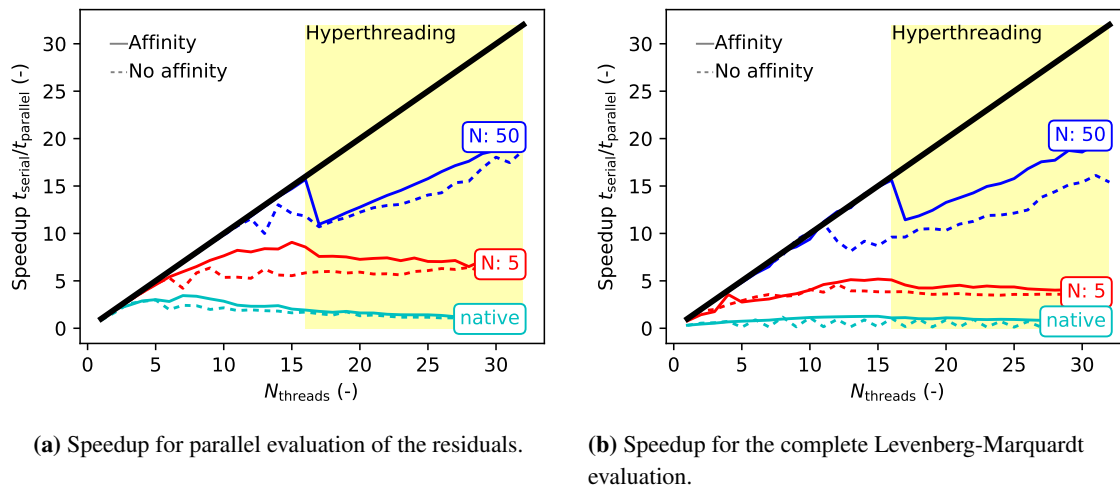 Hyperthreading
Affinity
No affinity
N: 50
N: 5
native
Speedup t_serial/t_parallel (-)
0
5
10
15
20
25
30
0 5 10 15 20 25 30
N_threads (-)
(a) Speedup for parallel evaluation of the residuals.
Hyperthreading
Affinity
No affinity
N: 50
N: 5
native
Speedup t_serial/t_parallel (-)
0
5
10
15
20
25
30
0 5 10 15 20 25 30
N_threads (-)
(b) Speedup for the complete Levenberg-Marquardt
evaluation.